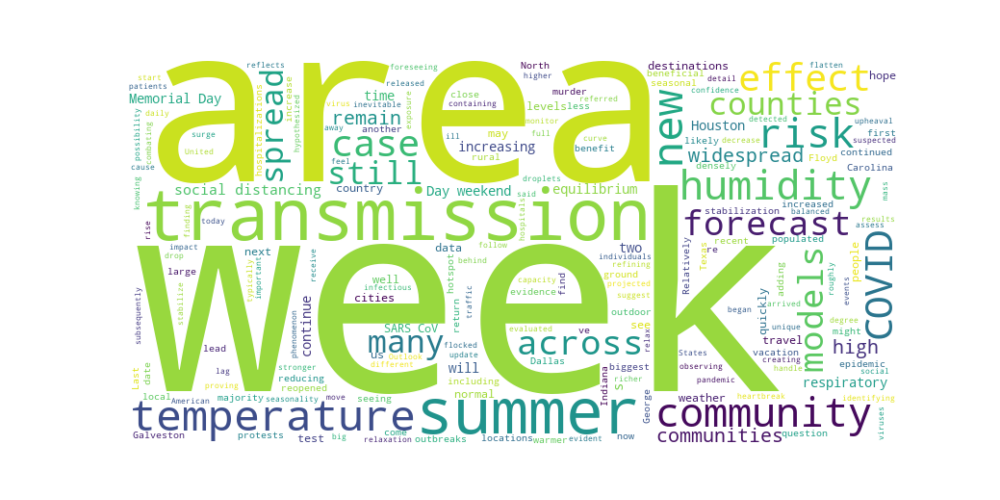 area
week
transmission
summer
temperature
community
humidity
risk
effect
forecast
COVID
models
new
spread
case
still
many
across
counties
widespread
high
communities
remain
social distancing
Memorial Day
Day weekend
equilibrium
increasing
Houston
destinations
respiratory
stabilization
country
continue
cities
will
us
two
time
levels
may
rural
another
close
containing
North
higher
murder
less
released
foreseeing
reflects
start
patients
daily
virus
inevitable
possibility
combating
surge
United
hospitalizations
increase
hypothesized
exposure
away
feel
ill
monitor
full
curve
benefit
droplets
said
hospitals
beneficial
seasonal
detail
confidence
flatten
hope
upheaval
detected
decrease
suspected
first
likely
Floyd
continued
Carolina
densely
mass
increased
balanced
results
assess
populated
recent
re
Relatively
Texas
adding
people
roughly
degree
events
arrived
unique
might
quickly
began
travel
vacation
epidemic
social
States
creating
handle
observing
pandemic
weather
heartbreak
identifying
proving
question
viruses
George
Indiana
relax
biggest
S
richer
see
ground
refining
projected
suggest
individuals
data
follow
behind
evidence
find
capacity
hotspot
return
traffic
infectious
well
SARS CoV
evaluated
ve
outdoor
Dallas
flocked
update
Outlook
different
including
normal
seeing
stronger
majority
seasonality
move
reducing
reopened
American
local
date
lag
lead
Last
phenomenon
typically
important
next
large
impact
drop
stabilize
subsequently
rise
today
finding
knowing
cause
Galveston
protests
test
big
come
relaxation
outbreaks
locations
warmer
evident
now